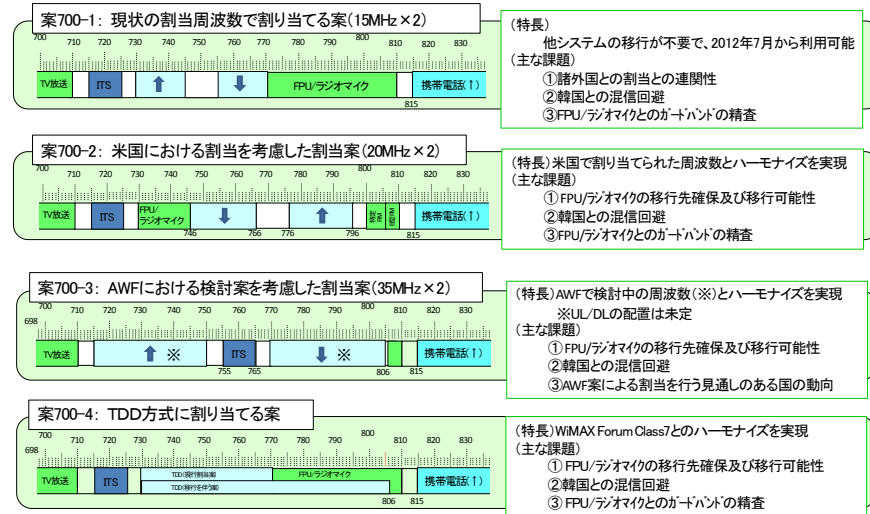 案700-1: 現状の割当周波数で割り当てる案(15MHz×2)
700 710 720 730 740 750 760 770 780 790 800 810 820 830
TV放送 ITS ⬆ ⬇ FPU/ラジオマイク 携帯電話(↑)
815
(特長)
他システムの移行が不要で、2012年7月から利用可能
(主な課題)
①諸外国との割当との連関性
②韓国との混信回避
③FPU/ラジオマイクとのガードバンドの精査
案700-2: 米国における割当を考慮した割当案(20MHz×2)
700 710 720 730 740 750 760 770 780 790 800 810 820 830
TV放送 ITS FPU/ラジオマイク ⬇ ⬆ 携帯電話(↑)
746 766 776 796 815
(特長)米国で割り当てられた周波数とハーモナイズを実現
(主な課題)
①FPU/ラジオマイクの移行先確保及び移行可能性
②韓国との混信回避
③FPU/ラジオマイクとのガードバンドの精査
案700-3: AWFにおける検討案を考慮した割当案(35MHz×2)
698 700 710 720 730 740 750 760 770 780 790 800 810 820 830
TV放送 ⬆ ※ ITS ⬇ ※ 携帯電話(↑)
755 765 806 815
(特長)AWFで検討中の周波数(※)とハーモナイズを実現
※UL/DLの配置は未定
(主な課題)
①FPU/ラジオマイクの移行先確保及び移行可能性
②韓国との混信回避
③AWF案による割当を行う見通しのある国の動向
案700-4: TDD方式に割り当てる案
698 700 710 720 730 740 750 760 770 780 790 800 810 820 830
TV放送 ITS TDD(現行割当案) FPU/ラジオマイク 携帯電話(↑)
TDD(移行を伴う案)
806 815
(特長)WiMAX Forum Class7とのハーモナイズを実現
(主な課題)
①FPU/ラジオマイクの移行先確保及び移行可能性
②韓国との混信回避
③FPU/ラジオマイクとのガードバンドの精査